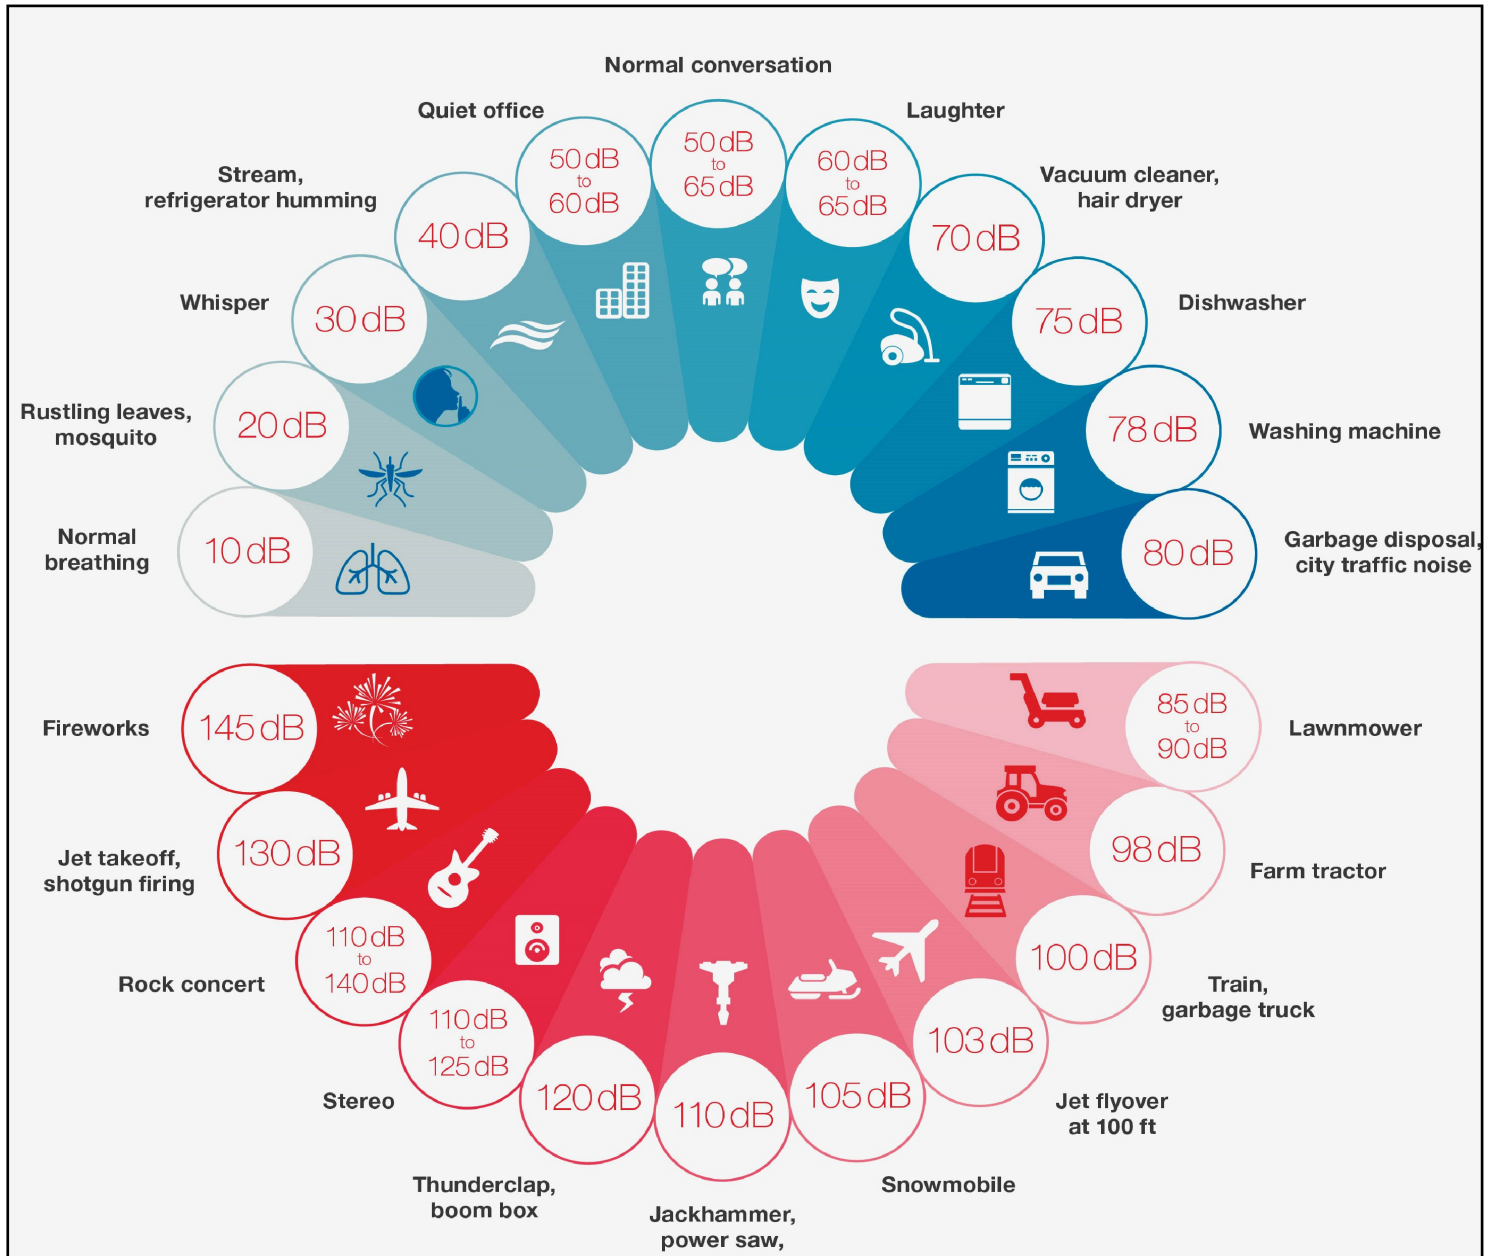 Normal conversation
50 dB
to
65 dB
Quiet office
50 dB
to
60 dB
Laughter
60 dB
to
65 dB
Stream,
refrigerator humming
40 dB
Vacuum cleaner,
hair dryer
70 dB
Whisper
30 dB
Dishwasher
75 dB
Rustling leaves,
mosquito
20 dB
Washing machine
78 dB
Normal
breathing
10 dB
Garbage disposal,
city traffic noise
80 dB
Fireworks
145 dB
Lawnmower
85 dB
to
90 dB
Jet takeoff,
shotgun firing
130 dB
Farm tractor
98 dB
Rock concert
110 dB
to
140 dB
Train,
garbage truck
100 dB
Stereo
110 dB
to
125 dB
Jet flyover
at 100 ft
103 dB
Thunderclap,
boom box
120 dB
Snowmobile
105 dB
Jackhammer,
power saw,
110 dB